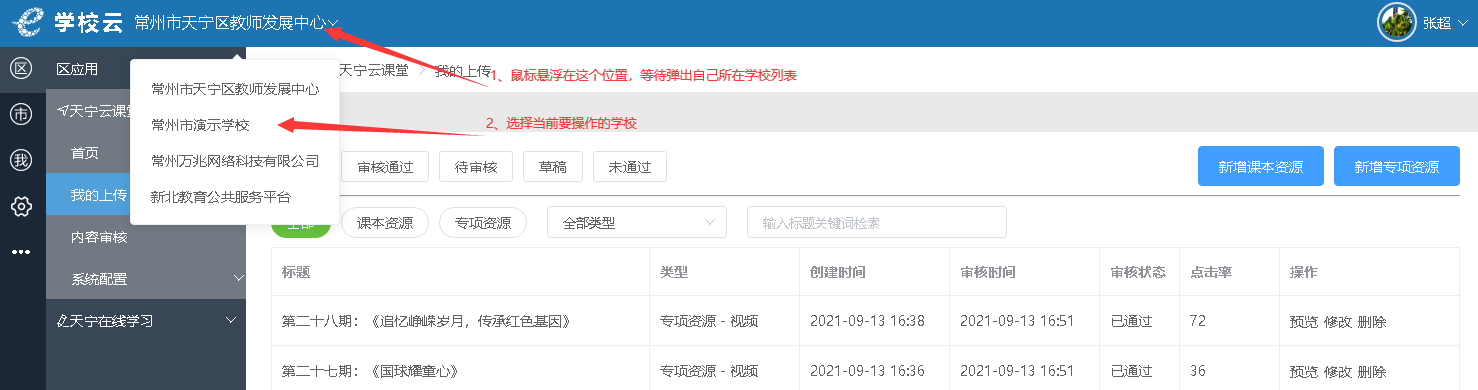 学校云 常州市天宁区教师发展中心 张超
区 区应用 天宁云课堂 / 我的上传
1、鼠标悬浮在这个位置，等待弹出自己所在学校列表
常州市天宁区教师发展中心
市 天宁云课堂
常州市演示学校
2、选择当前要操作的学校
我 首页
常州万兆网络科技有限公司
审核通过 待审核 草稿 未通过 新增课本资源 新增专项资源
我的上传
新北教育公共服务平台
全部 课本资源 专项资源 全部类型 输入标题关键词检索
内容审核
系统配置
标题 类型 创建时间 审核时间 审核状态 点击率 操作
天宁在线学习
第二十八期：《追忆峥嵘岁月，传承红色基因》 专项资源 - 视频 2021-09-13 16:38 2021-09-13 16:51 已通过 72 预览 修改 删除
第二十七期：《国球耀童心》 专项资源 - 视频 2021-09-13 16:36 2021-09-13 16:51 已通过 36 预览 修改 删除